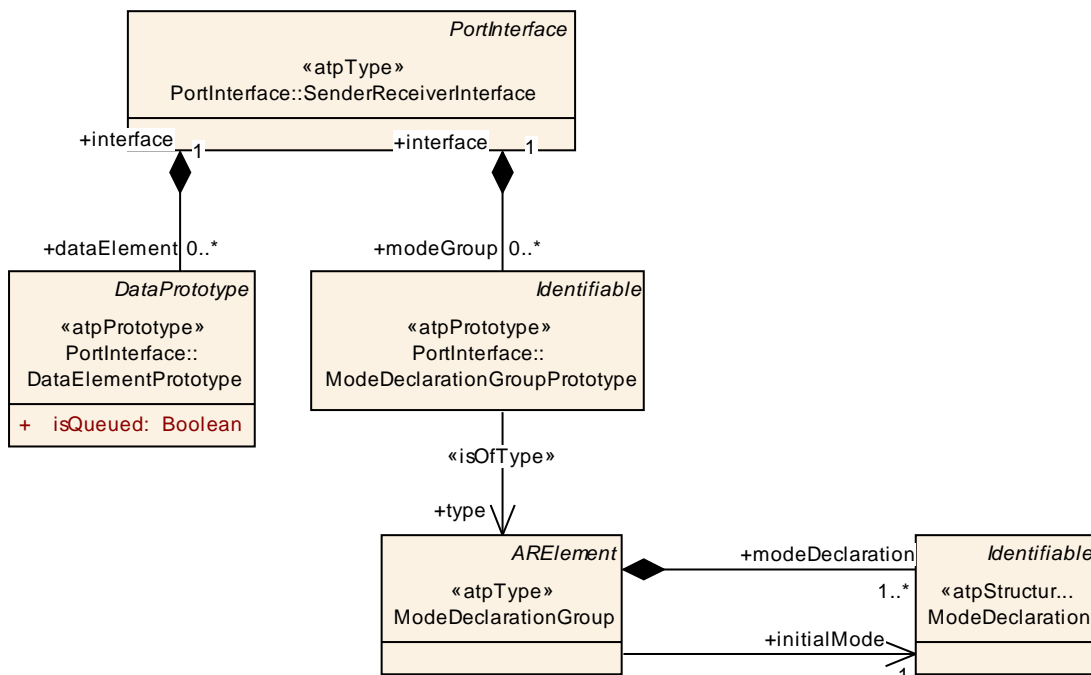 PortInterface
«atpType»
PortInterface::SenderReceiverInterface
+interface 1
+interface 1
+dataElement 0..*
+modeGroup 0..*
DataPrototype
«atpPrototype»
PortInterface::
DataElementPrototype
+ isQueued: Boolean
Identifiable
«atpPrototype»
PortInterface::
ModeDeclarationGroupPrototype
«isOfType»
+type
ARElement
«atpType»
ModeDeclarationGroup
+modeDeclaration
1..*
+initialMode
1
Identifiable
«atpStructur...
ModeDeclaration